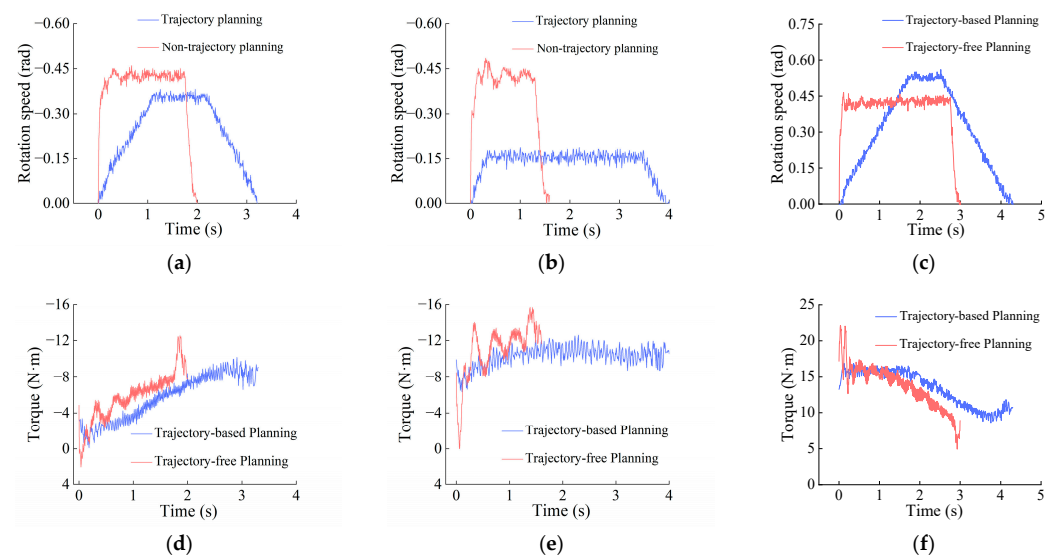 −0.60
−0.45
−0.30
−0.15
0.00
Rotation speed (rad)
Trajectory planning
Non-trajectory planning
0 1 2 3 4
Time (s)
(a)
−0.60
−0.45
−0.30
−0.15
0.00
Rotation speed (rad)
Trajectory planning
Non-trajectory planning
0 1 2 3 4
Time (s)
(b)
0.75
0.60
0.45
0.30
0.15
0.00
Rotation speed (rad)
Trajectory-based Planning
Trajectory-free Planning
0 1 2 3 4 5
Time (s)
(c)
−16
−12
−8
−4
0
4
Torque (N·m)
Trajectory-based Planning
Trajectory-free Planning
0 1 2 3 4
Time (s)
(d)
−16
−12
−8
−4
0
4
Torque (N·m)
Trajectory-based Planning
Trajectory-free Planning
0 1 2 3 4
Time (s)
(e)
25
20
15
10
5
0
Torque (N·m)
Trajectory-based Planning
Trajectory-free Planning
0 1 2 3 4 5
Time (s)
(f)